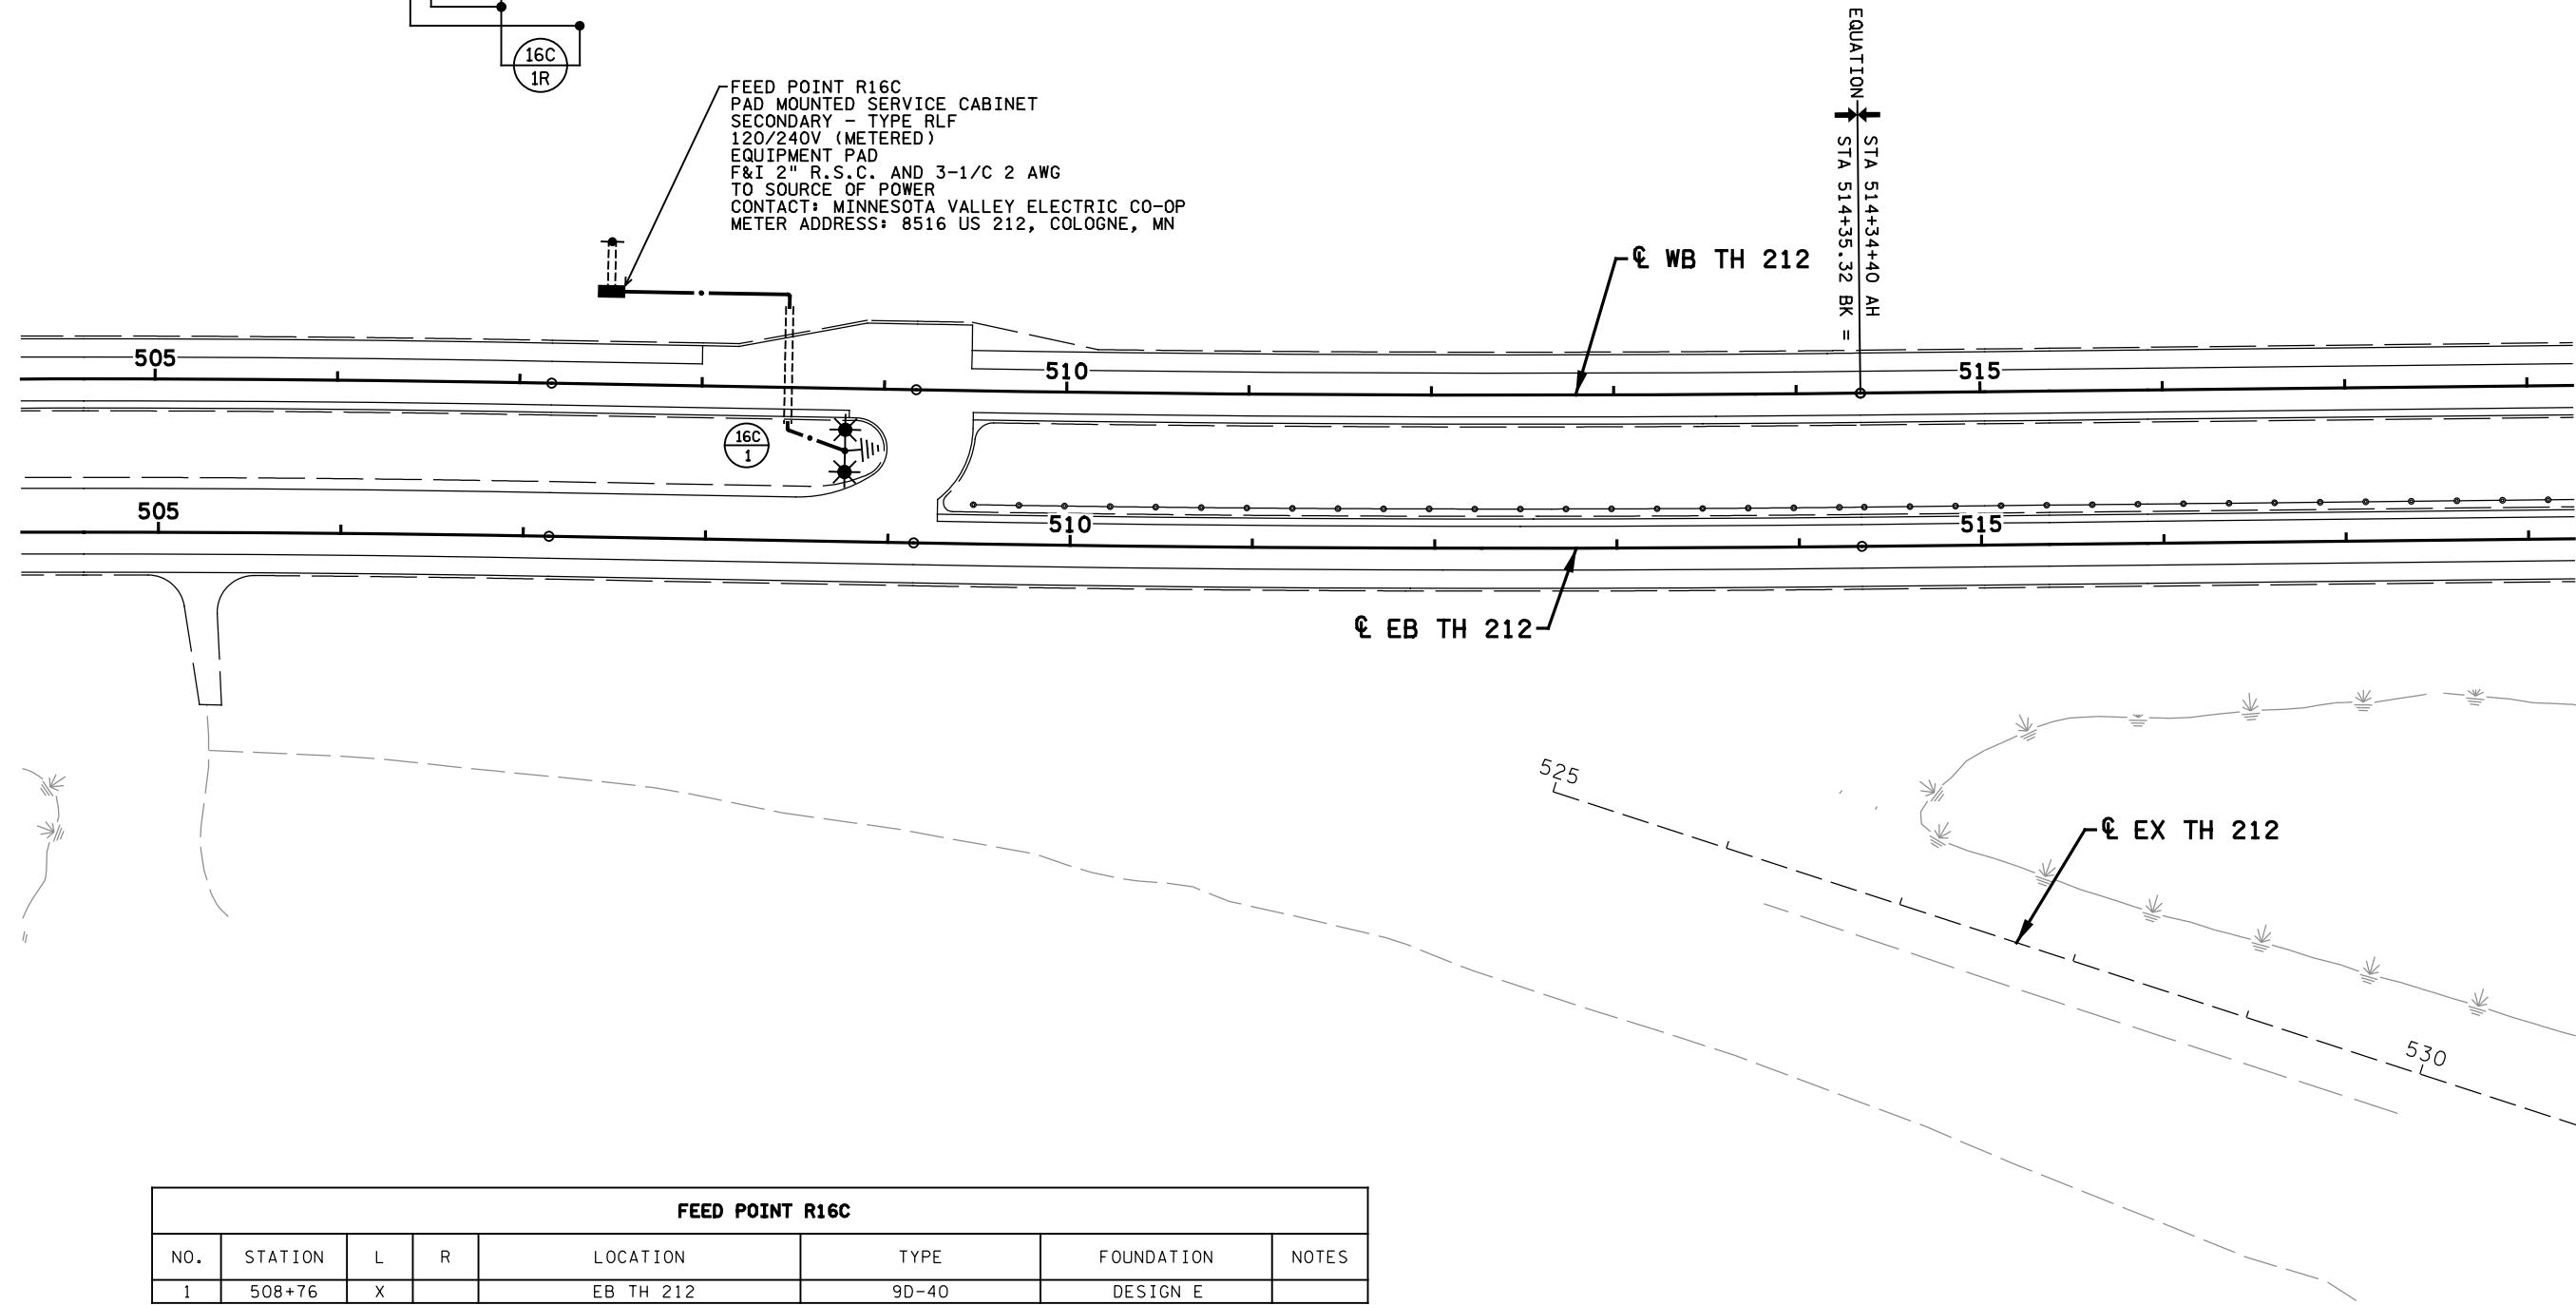 16C
1R
FEED POINT R16C
PAD MOUNTED SERVICE CABINET
SECONDARY - TYPE RLF
120/240V (METERED)
EQUIPMENT PAD
F&I 2" R.S.C. AND 3-1/C 2 AWG
TO SOURCE OF POWER
CONTACT: MINNESOTA VALLEY ELECTRIC CO-OP
METER ADDRESS: 8516 US 212, COLOGNE, MN
EQUATION
STA 514+35.32 BK =
STA 514+34+40 AH
℄ WB TH 212
505
510
515
16C
1
505
510
515
℄ EB TH 212
525
℄ EX TH 212
530
FEED POINT R16C
NO. STATION L R LOCATION TYPE FOUNDATION NOTES
1 508+76 X EB TH 212 9D-40 DESIGN E